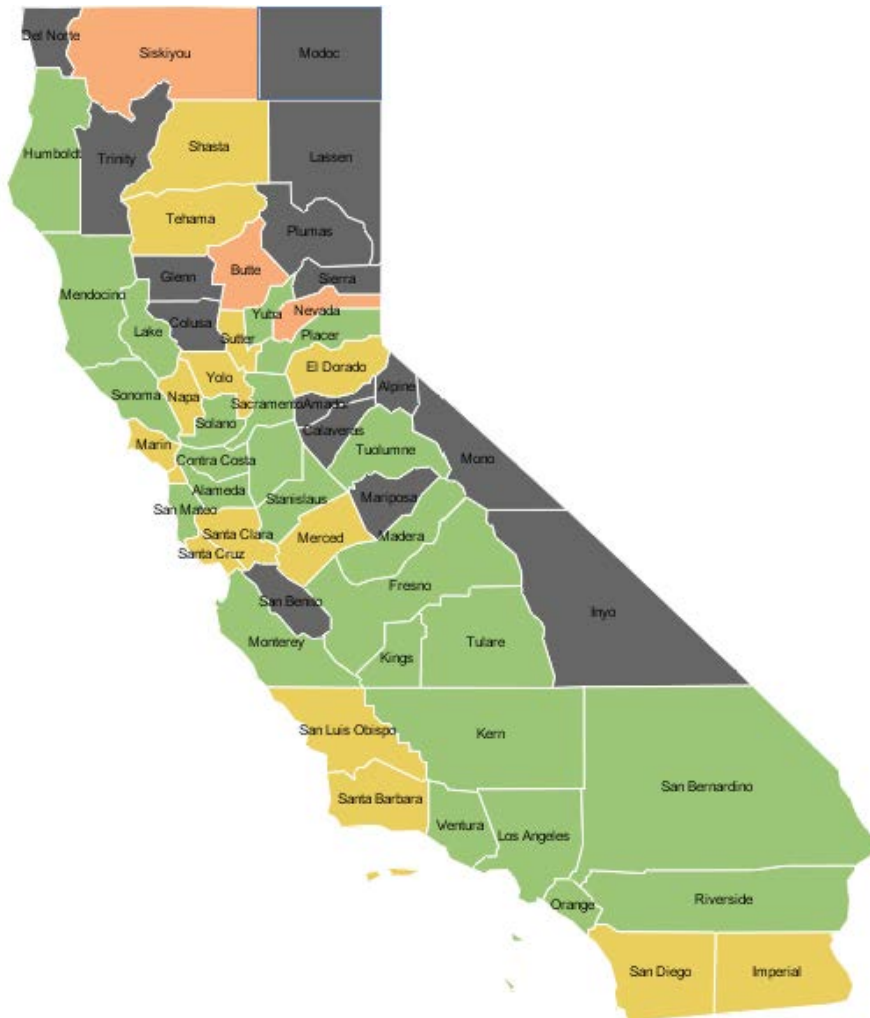 Del Norte
Siskiyou
Modoc
Humboldt
Trinity
Shasta
Lassen
Tehama
Plumas
Glenn
Butte
Sierra
Mendocino
Colusa
Yuba
Nevada
Lake
Sutter
Placer
El Dorado
Yolo
Alpine
Sonoma
Napa
Sacramento
Amador
Solano
Calaveras
Marin
Tuolumne
Contra Costa
Mono
Alameda
Stanislaus
Mariposa
San Mateo
Santa Clara
Merced
Madera
Santa Cruz
Fresno
San Benito
Inyo
Monterey
Kings
Tulare
San Luis Obispo
Kern
San Bernardino
Santa Barbara
Ventura
Los Angeles
Orange
Riverside
San Diego
Imperial